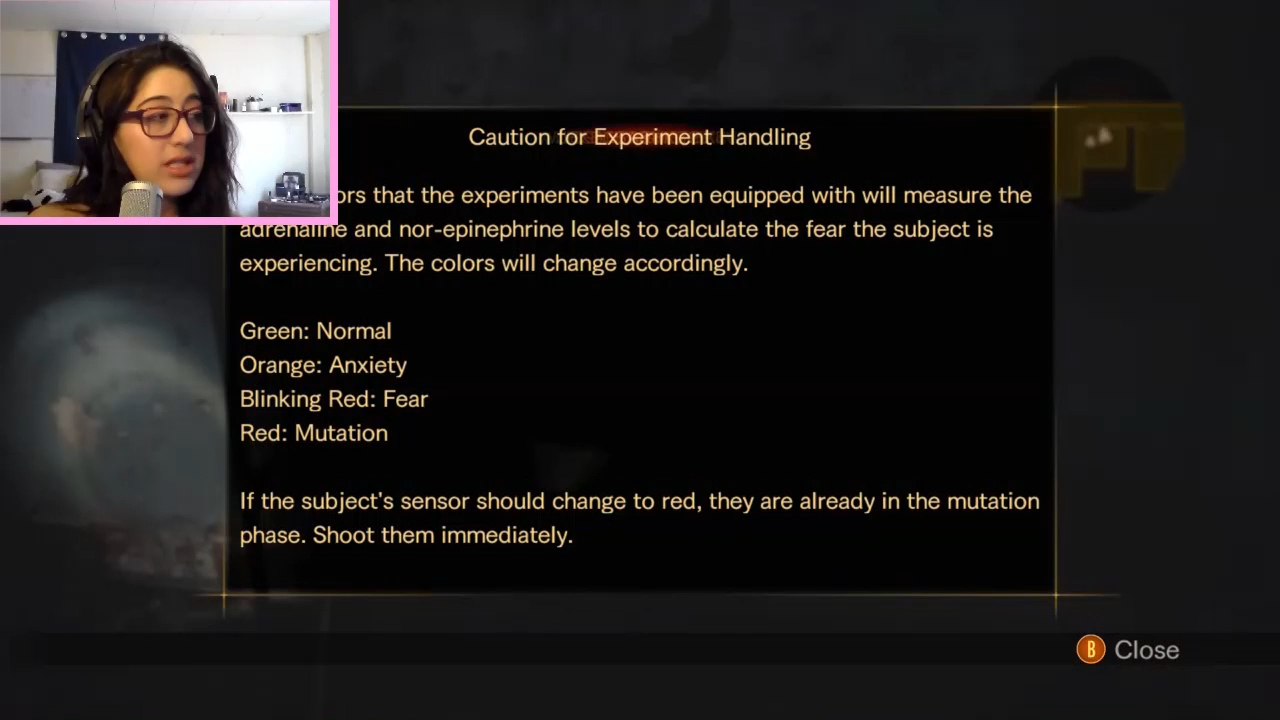 Caution for Experiment Handling
that the experiments have been equipped with will measure the
adrenaline and nor-epinephrine levels to calculate the fear the subject is
experiencing. The colors will change accordingly.
Green: Normal
Orange: Anxiety
Blinking Red: Fear
Red: Mutation
If the subject's sensor should change to red, they are already in the mutation
phase. Shoot them immediately.
B Close